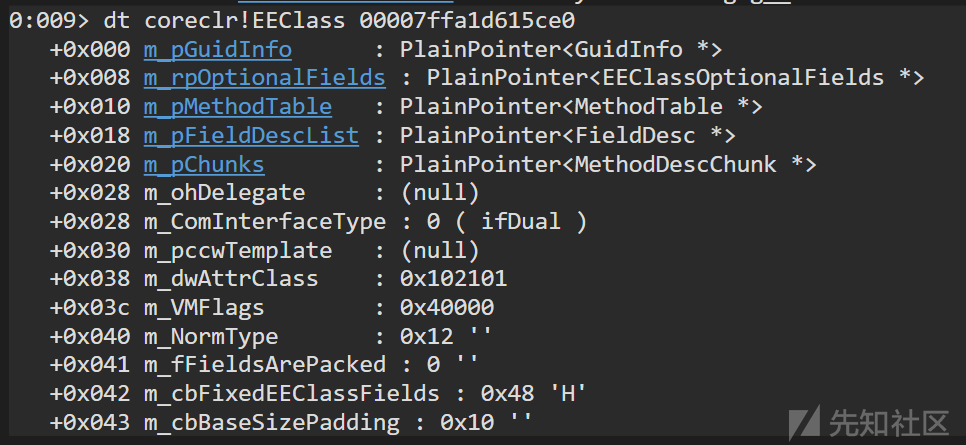 0:009> dt coreclr!EEClass 00007ffa1d615ce0
+0x000 m_pGuidInfo : PlainPointer<GuidInfo *>
+0x008 m_rpOptionalFields : PlainPointer<EEClassOptionalFields *>
+0x010 m_pMethodTable : PlainPointer<MethodTable *>
+0x018 m_pFieldDescList : PlainPointer<FieldDesc *>
+0x020 m_pChunks : PlainPointer<MethodDescChunk *>
+0x028 m_ohDelegate : (null)
+0x028 m_ComInterfaceType : 0 ( ifDual )
+0x030 m_pccwTemplate : (null)
+0x038 m_dwAttrClass : 0x102101
+0x03c m_VMFlags : 0x40000
+0x040 m_NormType : 0x12 ''
+0x041 m_fFieldsArePacked : 0 ''
+0x042 m_cbFixedEEClassFields : 0x48 'H'
+0x043 m_cbBaseSizePadding : 0x10 ''
先知社区